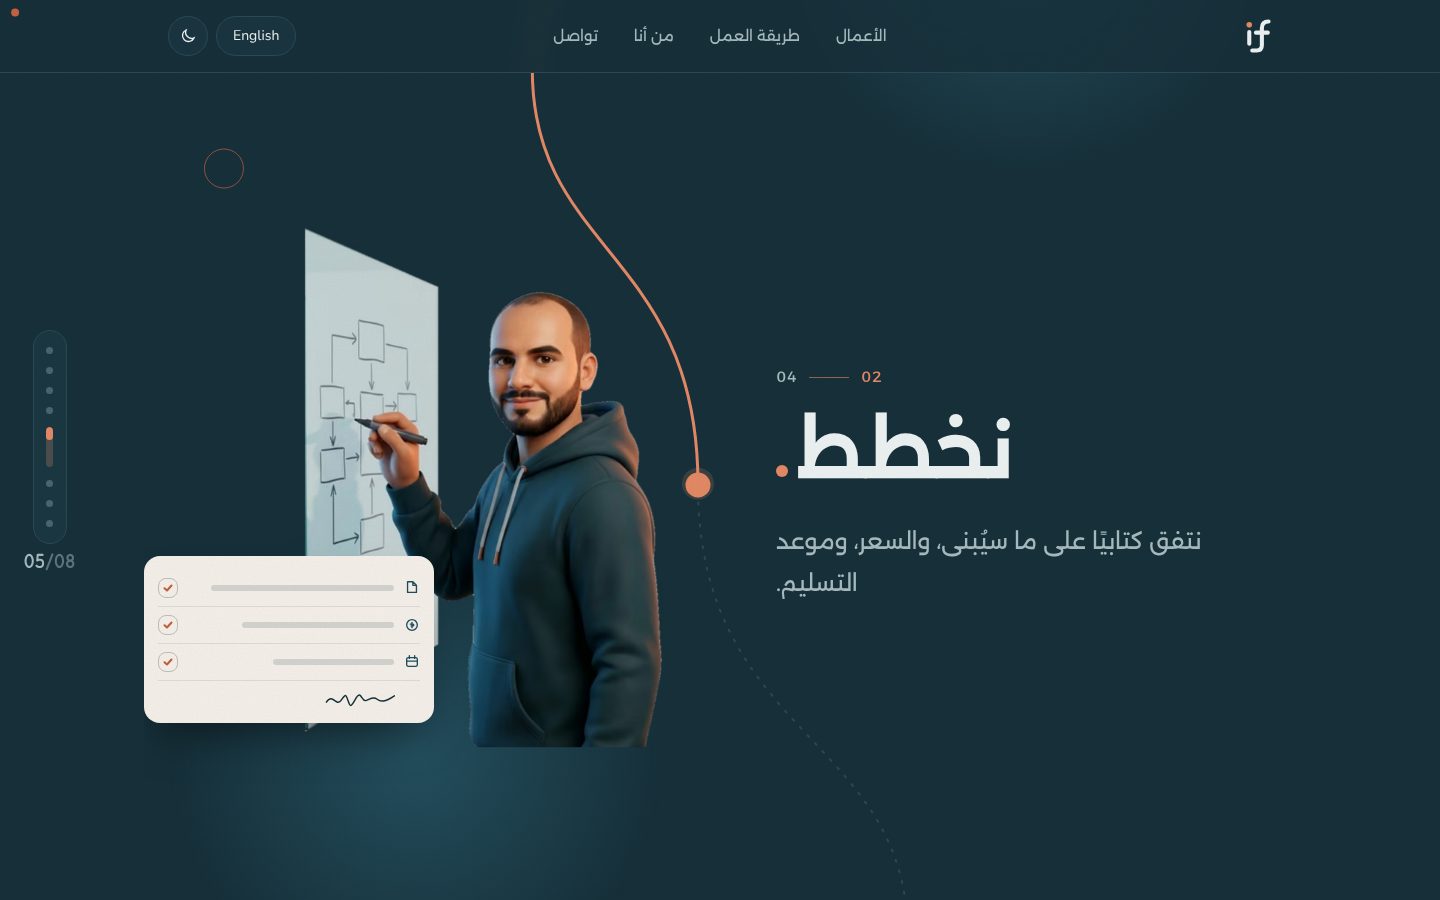 if
الأعمال
طريقة العمل
من أنا
تواصل
English
02 04
نخطط.
نتفق كتابيًا على ما سيُبنى، والسعر، وموعد
التسليم.
05/08